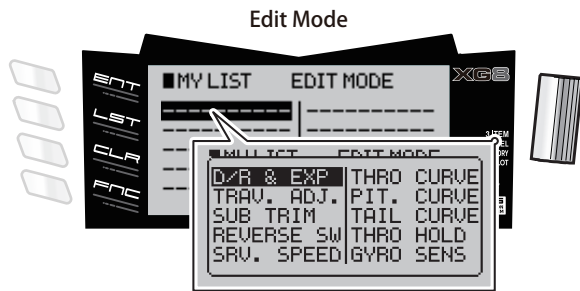 Edit Mode
■MY LIST EDIT MODE
XG8
ENT
LST
CLR
FNC
---------- ----------
D/R & EXP THRO CURVE
TRAV. ADJ. PIT. CURVE
SUB TRIM TAIL CURVE
REVERSE SW THRO HOLD
SRV. SPEED GYRO SENS